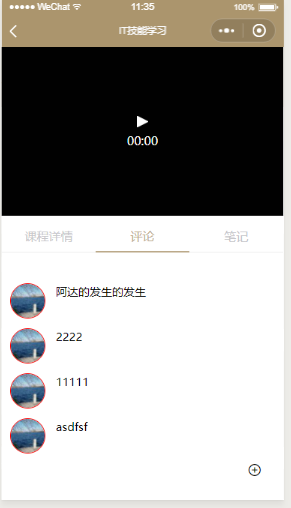 WeChat
11:35
100%
IT技能学习
00:00
课程详情
评论
笔记
阿达的发生的发生
2222
11111
asdfsf